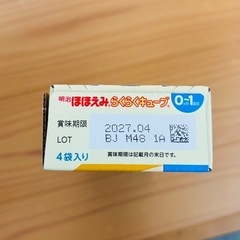 明治 ほほえみ らくらくキューブ 0~1歳
賞味期限 2027.04
LOT BJ M48 1A
4袋入り 賞味期限は記載月の末日です。